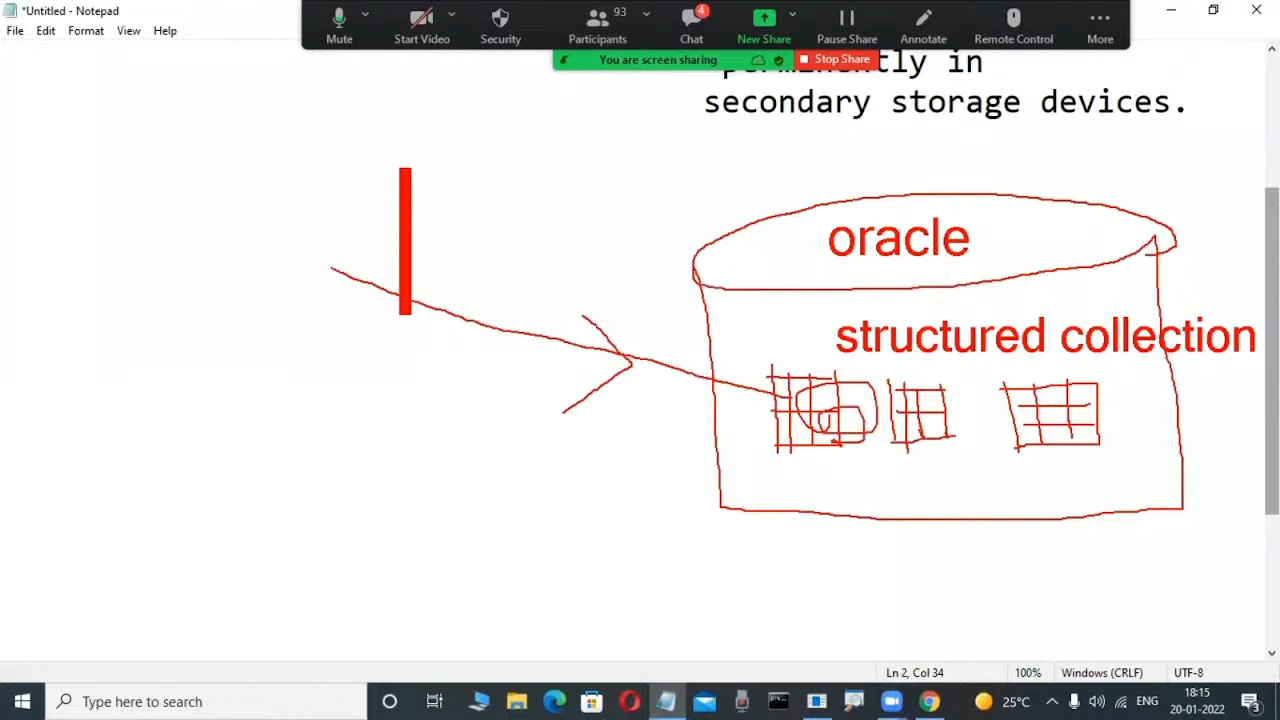 *Untitled - Notepad
File Edit Format View Help
93
4
Mute Start Video Security Participants Chat New Share Pause Share Annotate Remote Control More
You are screen sharing Stop Share
in
secondary storage devices.
oracle
structured collection
Ln 2, Col 34 100% Windows (CRLF) UTF-8
Type here to search
25°C ENG
18:15
20-01-2022
3